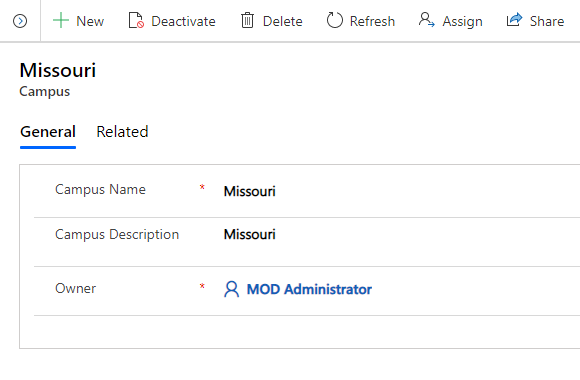 New Deactivate Delete Refresh Assign Share
Missouri
Campus
General Related
Campus Name * Missouri
Campus Description Missouri
Owner * MOD Administrator